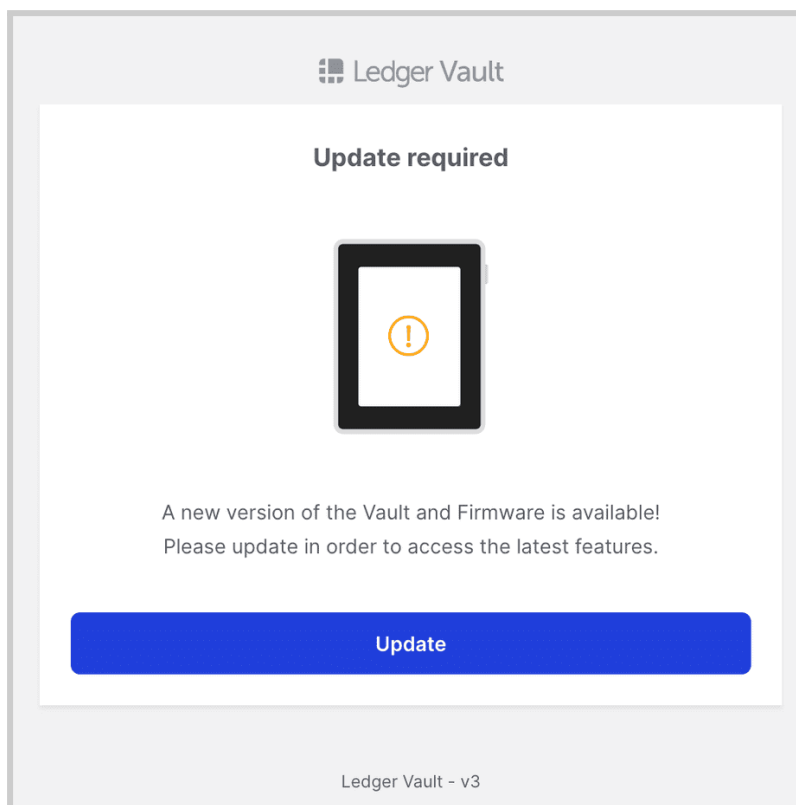 Ledger Vault
Update required
!
A new version of the Vault and Firmware is available!
Please update in order to access the latest features.
Update
Ledger Vault - v3